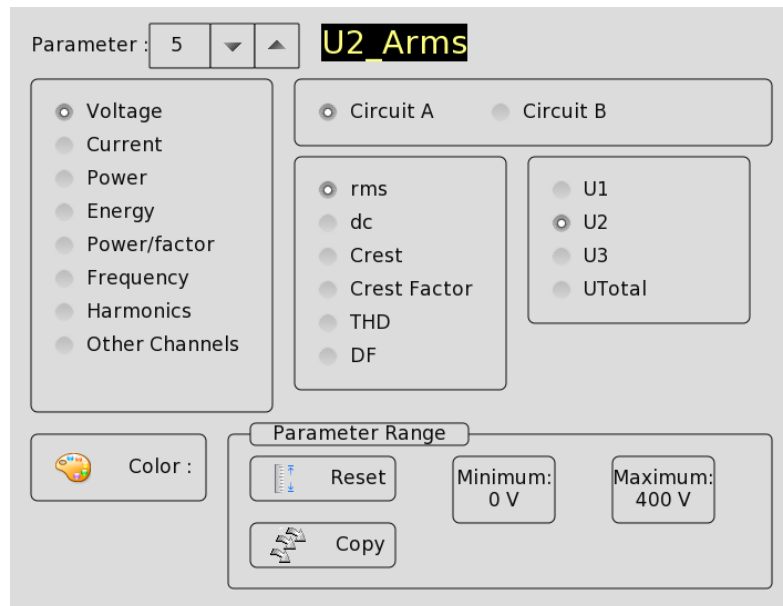 Parameter : 5 U2_Arms
Voltage
Current
Power
Energy
Power/factor
Frequency
Harmonics
Other Channels
Circuit A Circuit B
rms
dc
Crest
Crest Factor
THD
DF
U1
U2
U3
UTotal
Color :
Parameter Range
Reset
Copy
Minimum:
0 V
Maximum:
400 V